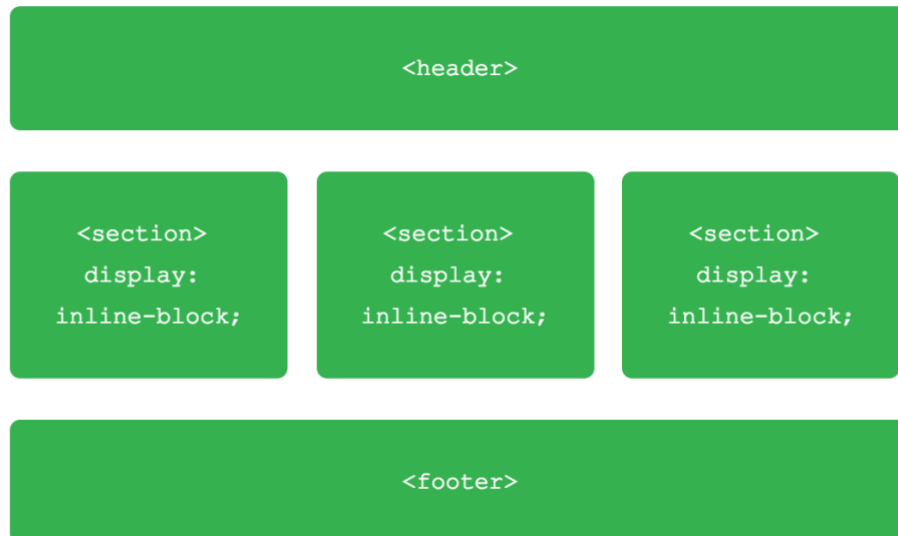 <header>
<section>
display:
inline-block;
<section>
display:
inline-block;
<section>
display:
inline-block;
<footer>